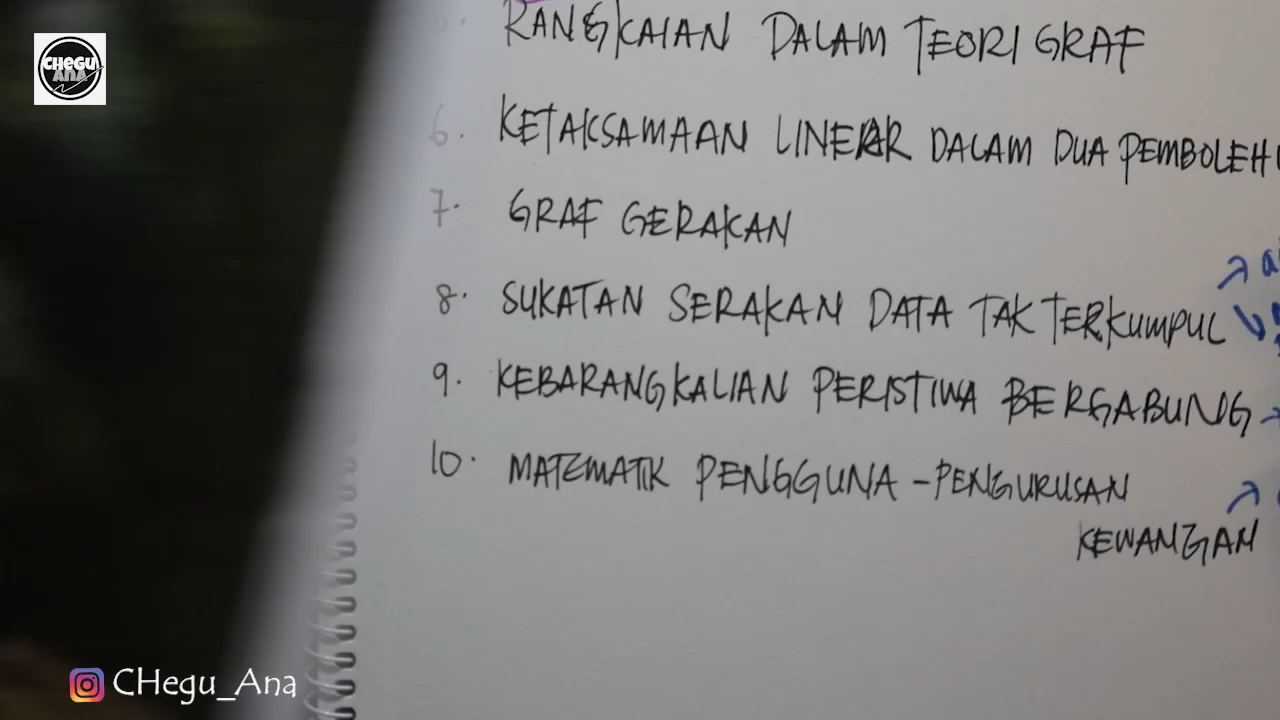 CHEGU
ANA
RANGKAIAN DALAM TEORI GRAF
6. KETAKSAMAAN LINEAR DALAM DUA PEMBOLEH
7. GRAF GERAKAN
8. SUKATAN SERAKAN DATA TAK TERKUMPUL
9. KEBARANGKALIAN PERISTIWA BERGABUNG
10. MATEMATIK PENGGUNA - PENGURUSAN
KEWANGAN
CHegu_Ana